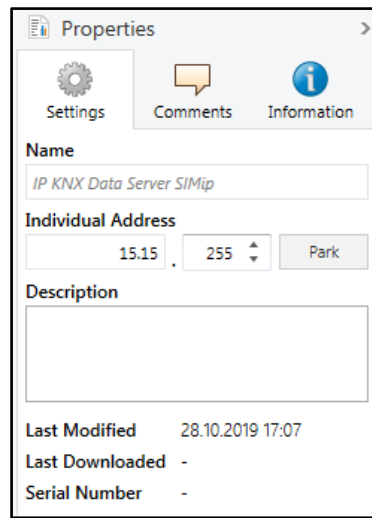 Properties
Settings Comments Information
Name
IP KNX Data Server SIMip
Individual Address
15.15 . 255 Park
Description
Last Modified 28.10.2019 17:07
Last Downloaded -
Serial Number -